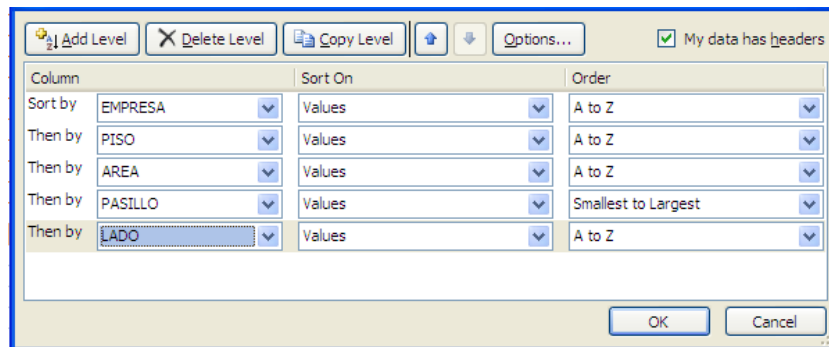 Add Level Delete Level Copy Level Options... My data has headers
Column Sort On Order
Sort by EMPRESA Values A to Z
Then by PISO Values A to Z
Then by AREA Values A to Z
Then by PASILLO Values Smallest to Largest
Then by LADO Values A to Z
OK Cancel